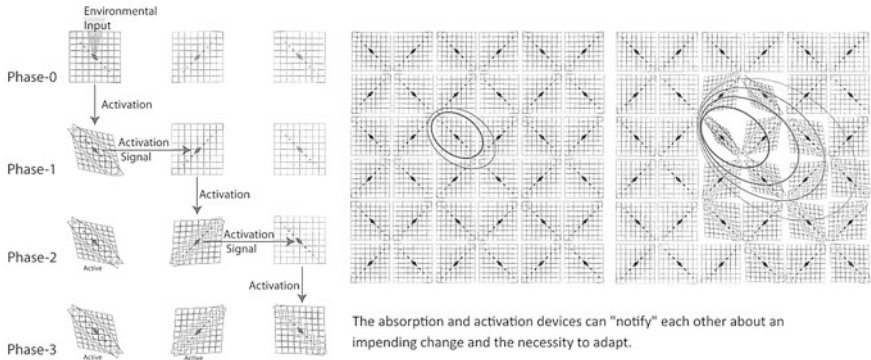 Environmental
Input
Phase-0
Activation
Activation
Signal
Phase-1
Activation
Activation
Signal
Phase-2
Active
Activation
Phase-3
Active
Active
The absorption and activation devices can "notify" each other about an
impending change and the necessity to adapt.